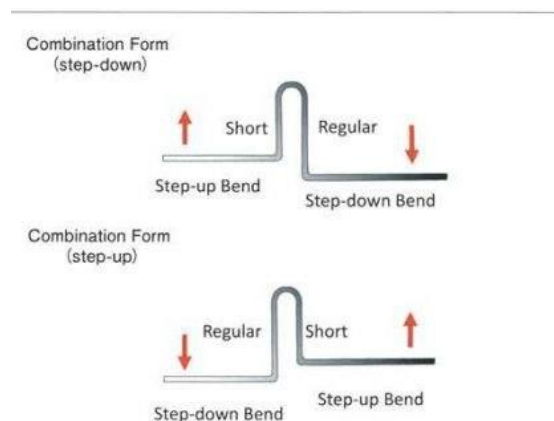 Combination Form
(step-down)
Short
Regular
Step-up Bend
Step-down Bend
Combination Form
(step-up)
Regular
Short
Step-down Bend
Step-up Bend